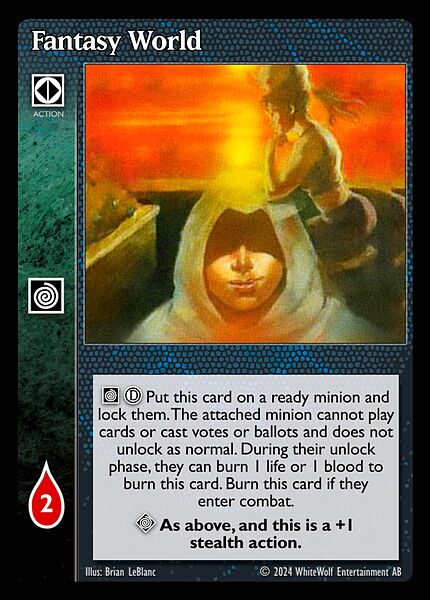 Fantasy World
ACTION
D Put this card on a ready minion and
lock them. The attached minion cannot play
cards or cast votes or ballots and does not
unlock as normal. During their unlock
phase, they can burn 1 life or 1 blood to
burn this card. Burn this card if they
enter combat.
As above, and this is a +1
stealth action.
2
Illus: Brian LeBlanc © 2024 WhiteWolf Entertainment AB